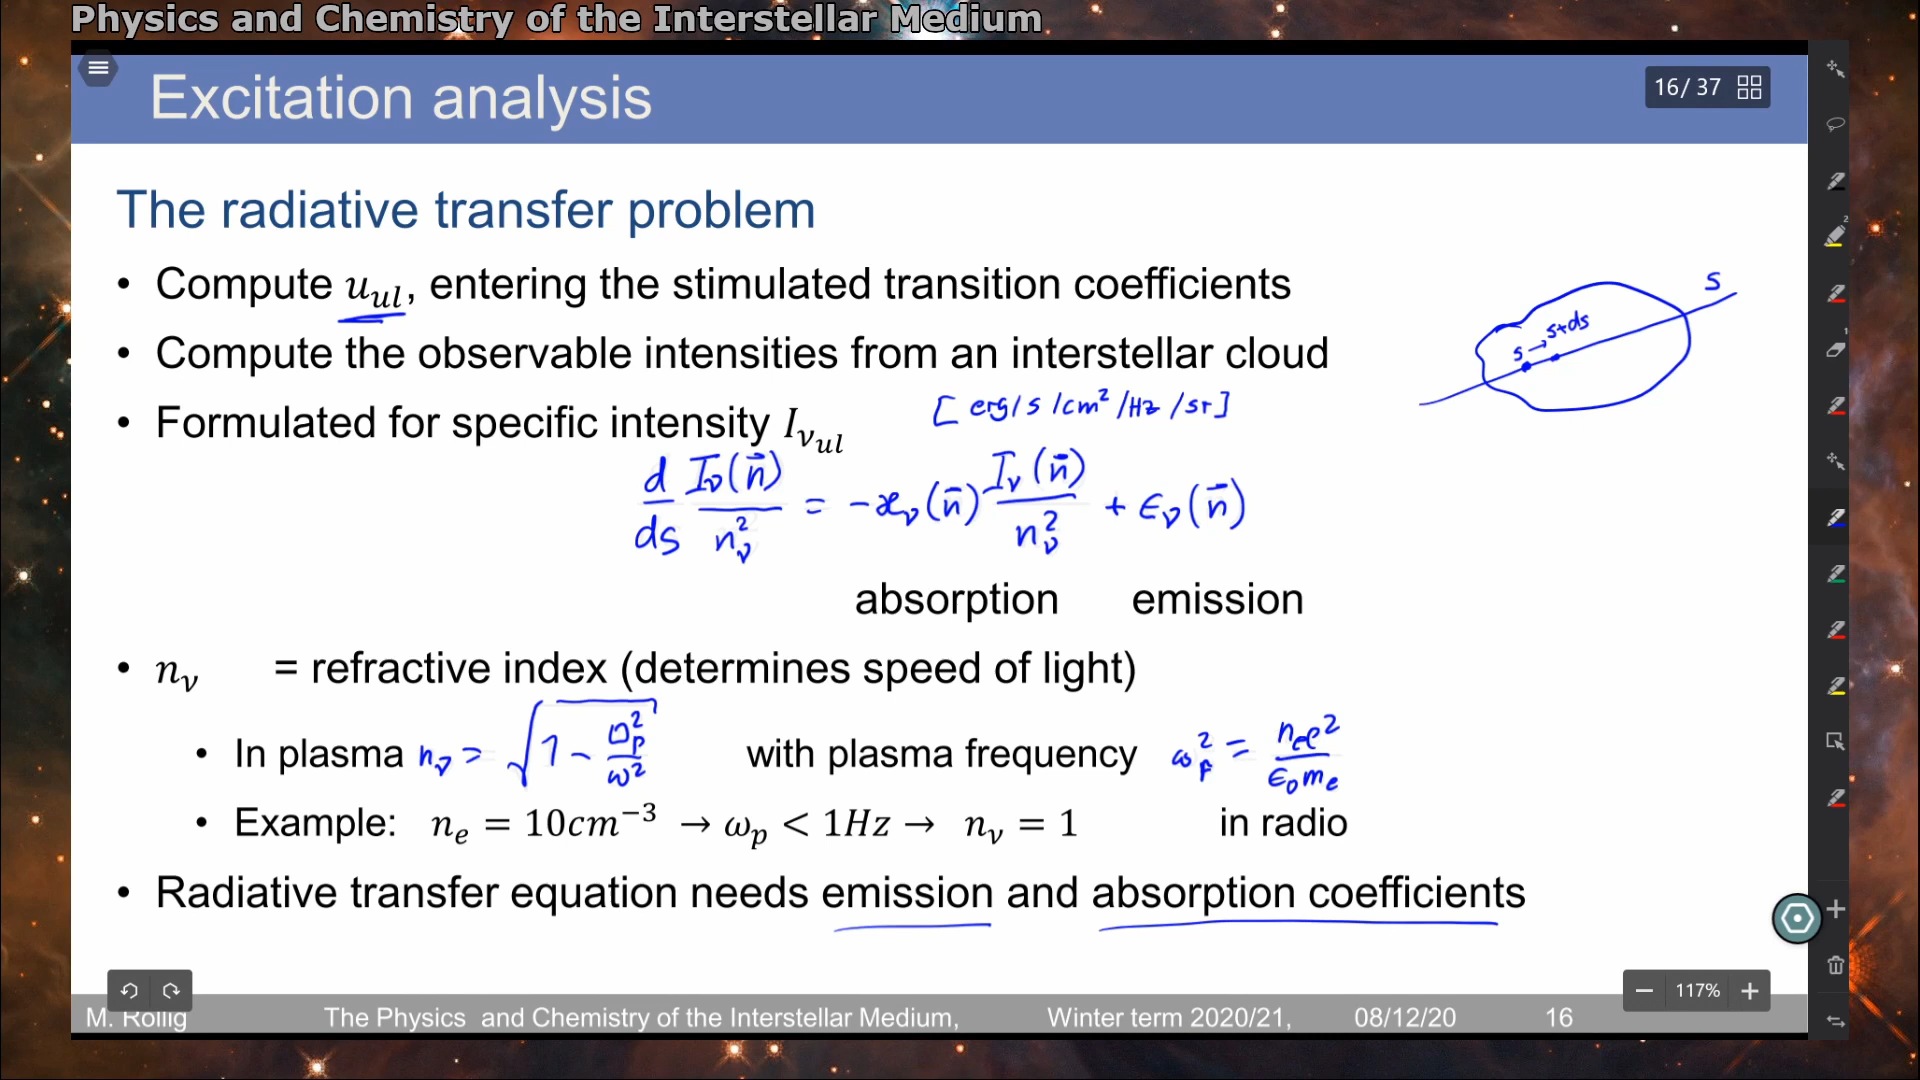 Physics and Chemistry of the Interstellar Medium
Excitation analysis
16/ 37
The radiative transfer problem
• Compute u_ul, entering the stimulated transition coefficients
s
s → s+ds
• Compute the observable intensities from an interstellar cloud
[erg/s/cm²/Hz/sr]
• Formulated for specific intensity I_ν_ul
d/ds I_ν(n⃗)/n_ν² = -æ_ν(n⃗) I_ν(n⃗)/n_ν² + ϵ_ν(n⃗)
absorption emission
• n_ν = refractive index (determines speed of light)
• In plasma n_ν = √(1 - ω_p²/ω²) with plasma frequency ω_p² = n_e e²/ϵ₀m_e
• Example: n_e = 10cm⁻³ → ω_p < 1Hz → n_ν = 1 in radio
• Radiative transfer equation needs emission and absorption coefficients
117%
M. Röllig The Physics and Chemistry of the Interstellar Medium, Winter term 2020/21, 08/12/20 16